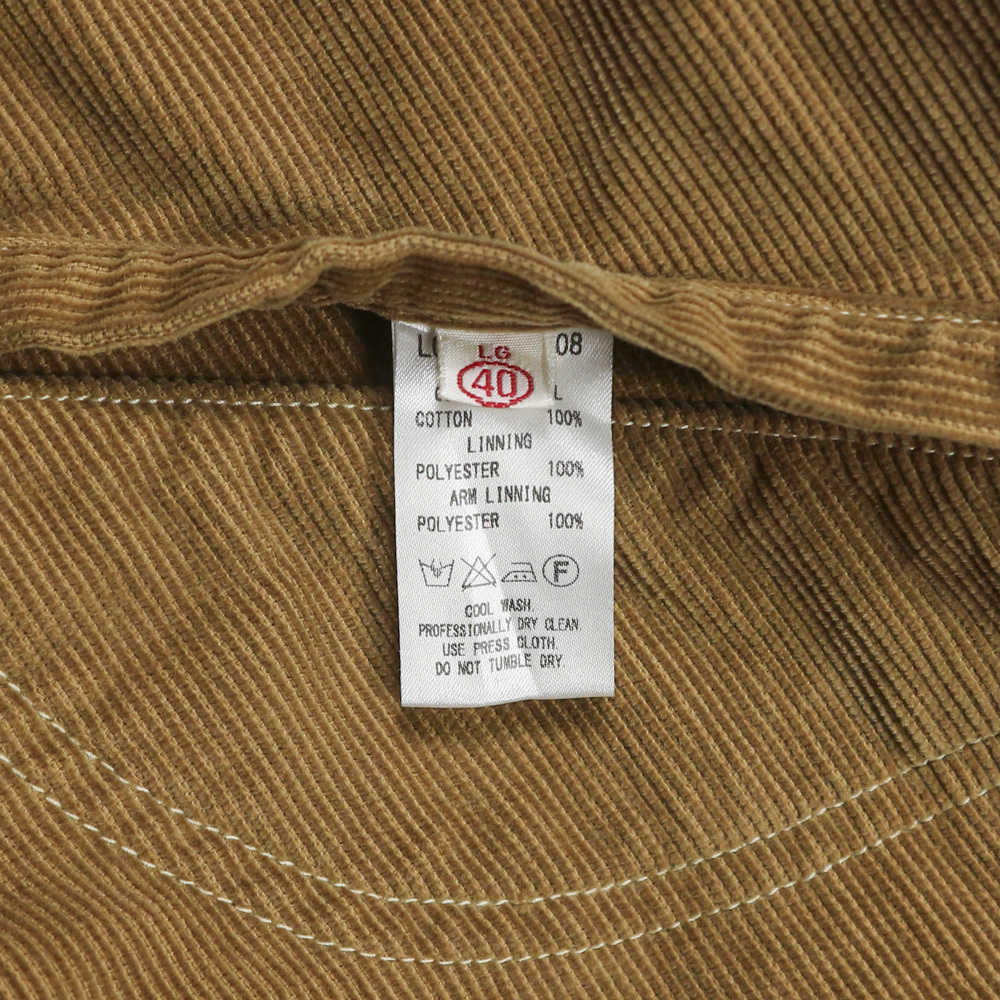 08
LG
40
L
COTTON 100%
LINNING
POLYESTER 100%
ARM LINNING
POLYESTER 100%
F
COOL WASH.
PROFESSIONALLY DRY CLEAN.
USE PRESS CLOTH.
DO NOT TUMBLE DRY.